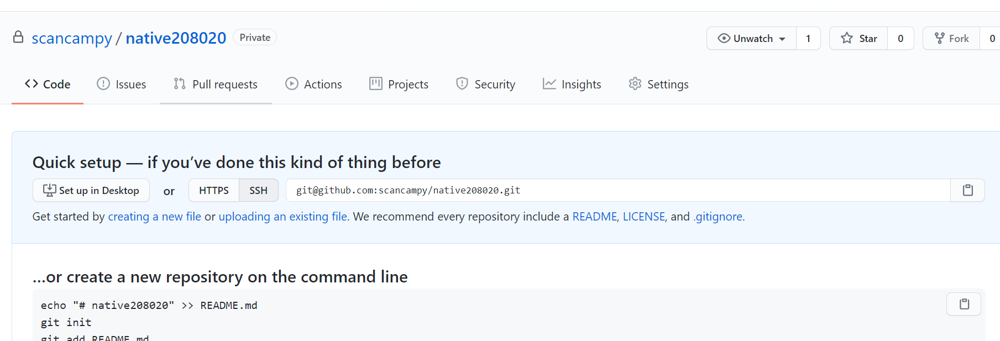 scancampy / native208020 Private
Unwatch 1 Star 0 Fork 0
Code Issues Pull requests Actions Projects Security Insights Settings
Quick setup — if you’ve done this kind of thing before
Set up in Desktop or HTTPS SSH git@github.com:scancampy/native208020.git
Get started by creating a new file or uploading an existing file. We recommend every repository include a README, LICENSE, and .gitignore.
…or create a new repository on the command line
echo "# native208020" >> README.md
git init
git add README.md